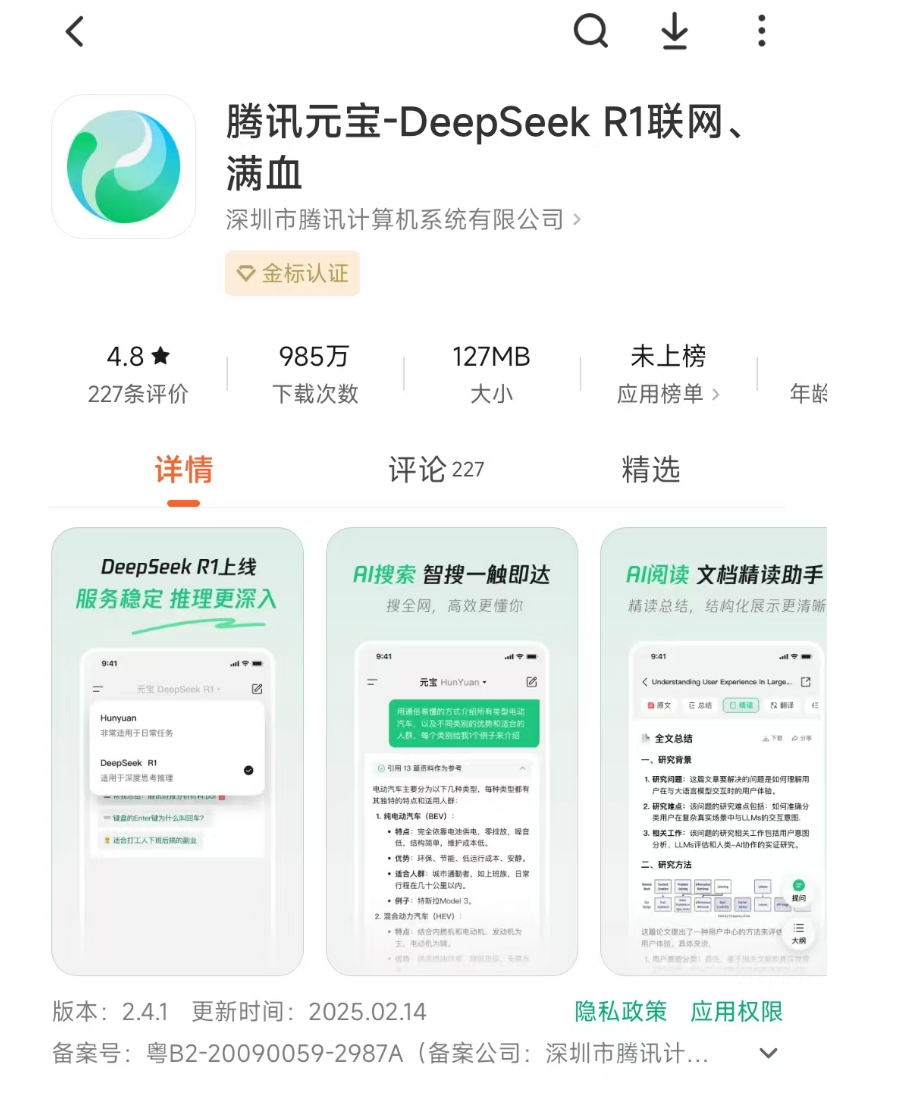 腾讯元宝-DeepSeek R1联网、
满血
深圳市腾讯计算机系统有限公司
金标认证
4.8★
227条评价
985万
下载次数
127MB
大小
未上榜
应用榜单
年龄
详情
评论 227
精选
DeepSeek R1上线
服务稳定 推理更深入
9:41
元宝 DeepSeek R1
Hunyuan
非常适用于日常任务
DeepSeek R1
适用于深度思考推理
键盘的Enter键为什么叫回车?
适合打工人下班后搞的副业
AI搜索 智搜一触即达
搜全网，高效更懂你
9:41
元宝 HunYuan
用通俗易懂的方式介绍所有类型电动
汽车，以及不同类别的优势和适合的
人群，每个类别给我1个例子来介绍
引用 13 篇资料作为参考
电动汽车主要分为以下几种类型，每种类型都有
其独特的特点和适用人群：
1. 纯电动汽车（BEV）：
• 特点：完全依靠电池供电，零排放，噪音
低，结构简单，维护成本低。
• 优势：环保、节能、低运行成本、安静。
• 适合人群：城市通勤者，如上班族，日常
行程在几十公里以内。
• 例子：特斯拉Model 3。
2. 混合动力汽车（HEV）：
• 特点：结合内燃机和电动机，发动机为
主，电动机为辅。
AI阅读 文档精读助手
精读总结，结构化展示更清晰
9:41
Understanding User Experience in Large...
原文
总结
精读
翻译
全文总结
下载
分享
一、研究背景
1. 研究问题：这篇文章要解决的问题是如何理解用
户在与大语言模型交互时的用户体验。
2. 研究难点：该问题的研究难点包括：如何准确分
类用户在复杂真实场景中与LLMs的交互意图.
3. 相关工作：该问题的研究相关工作包括用户意图
分析、LLMs评估和人类-AI协作的实证研究。
二、研究方法
提问
大纲
这篇论文提出了一种用户中心的方法来评估
用户体验，具体来说，
版本：2.4.1 更新时间：2025.02.14
隐私政策 应用权限
备案号：粤B2-20090059-2987A（备案公司：深圳市腾讯计...